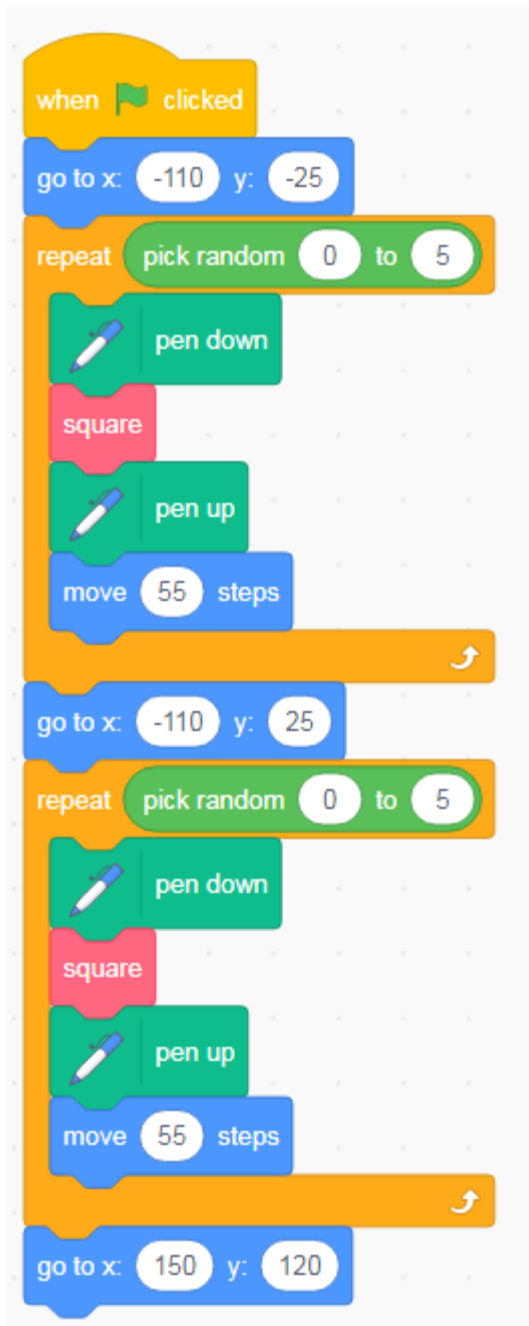 when clicked
go to x: -110 y: -25
repeat pick random 0 to 5
pen down
square
pen up
move 55 steps
go to x: -110 y: 25
repeat pick random 0 to 5
pen down
square
pen up
move 55 steps
go to x: 150 y: 120